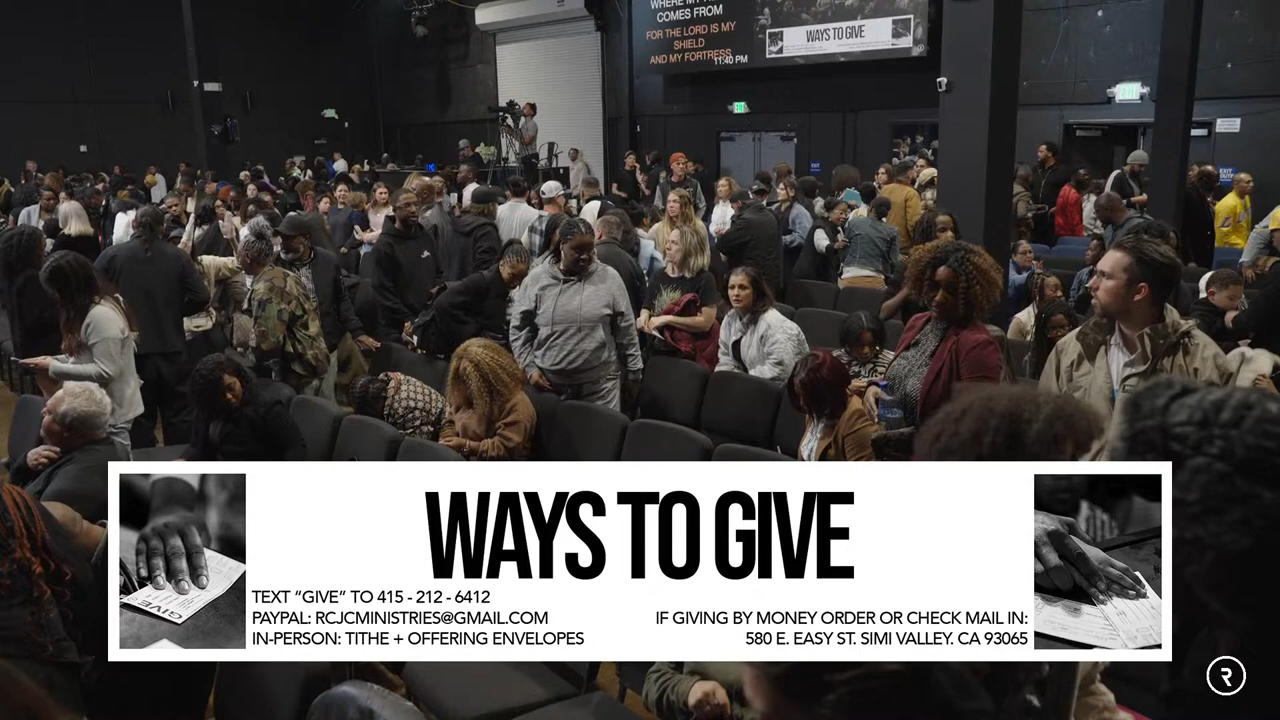 WHERE MY
COMES FROM
FOR THE LORD IS MY
SHIELD
AND MY FORTRESS
11:40 PM
WAYS TO GIVE
EXIT
WAYS TO GIVE
GIVE
TEXT “GIVE” TO 415 - 212 - 6412
PAYPAL: RCJCMINISTRIES@GMAIL.COM
IN-PERSON: TITHE + OFFERING ENVELOPES
IF GIVING BY MONEY ORDER OR CHECK MAIL IN:
580 E. EASY ST. SIMI VALLEY. CA 93065
R